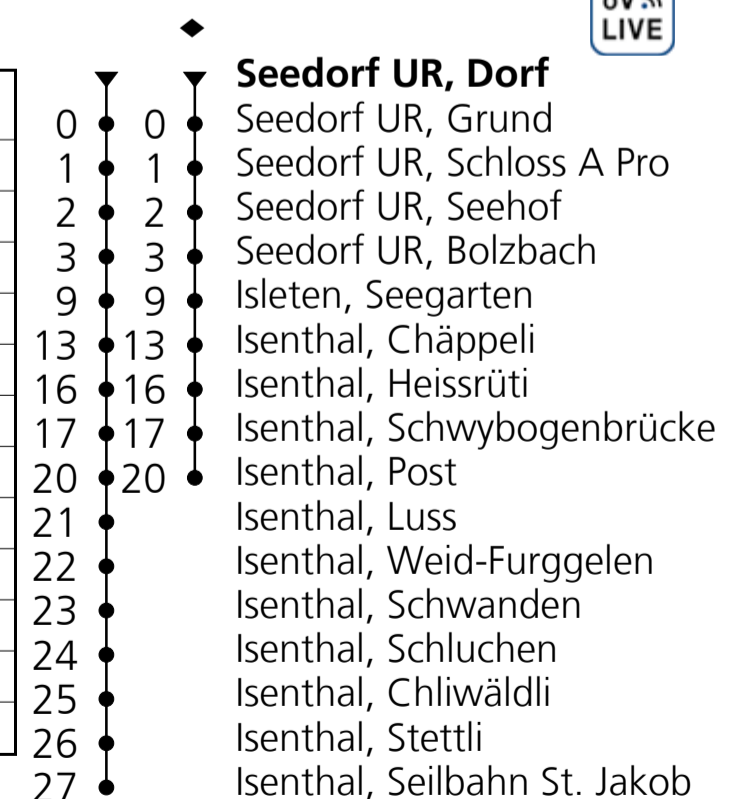 LIVE
Seedorf UR, Dorf
0 0 Seedorf UR, Grund
1 1 Seedorf UR, Schloss A Pro
2 2 Seedorf UR, Seehof
3 3 Seedorf UR, Bolzbach
9 9 Isleten, Seegarten
13 13 Isenthal, Chäppeli
16 16 Isenthal, Heissrüti
17 17 Isenthal, Schwybogenbrücke
20 20 Isenthal, Post
21 Isenthal, Luss
22 Isenthal, Weid-Furggelen
23 Isenthal, Schwanden
24 Isenthal, Schluchen
25 Isenthal, Chliwäldli
26 Isenthal, Stettli
27 Isenthal, Seilbahn St. Jakob